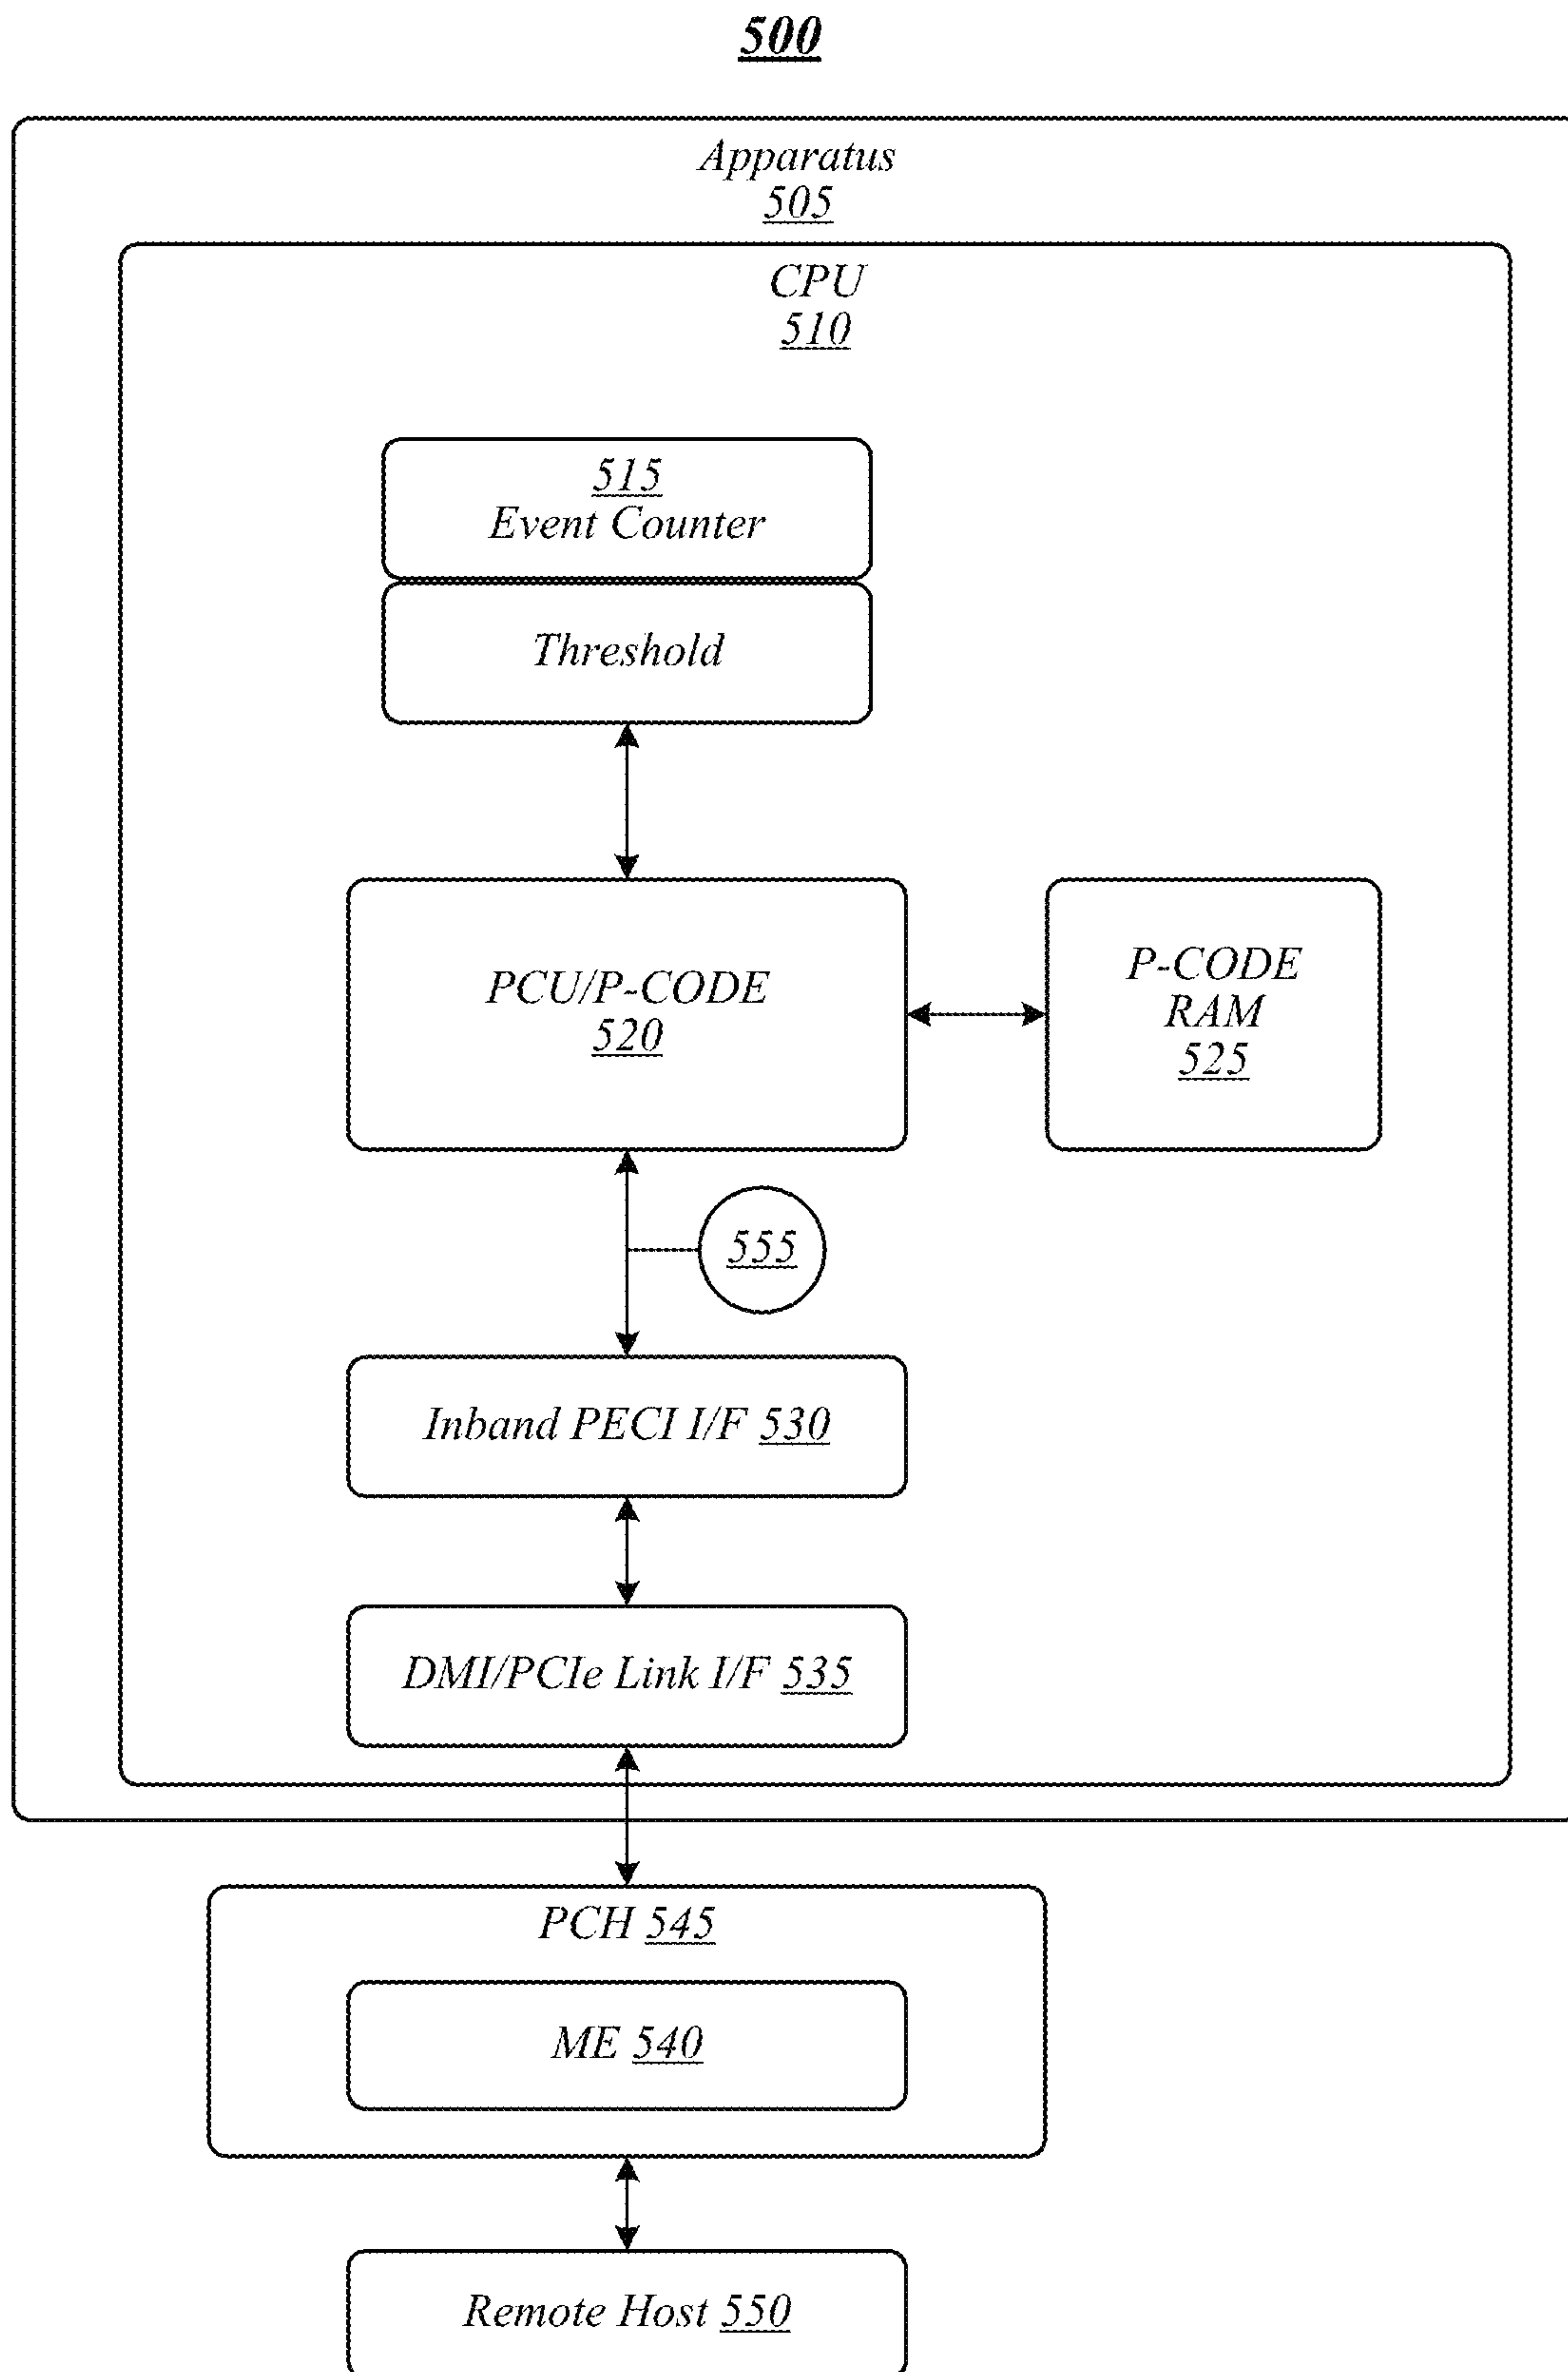 500
Apparatus
505
CPU
510
515
Event Counter
Threshold
PCU/P-CODE
520
P-CODE
RAM
525
555
Inband PECI I/F 530
DMI/PCIe Link I/F 535
PCH 545
ME 540
Remote Host 550